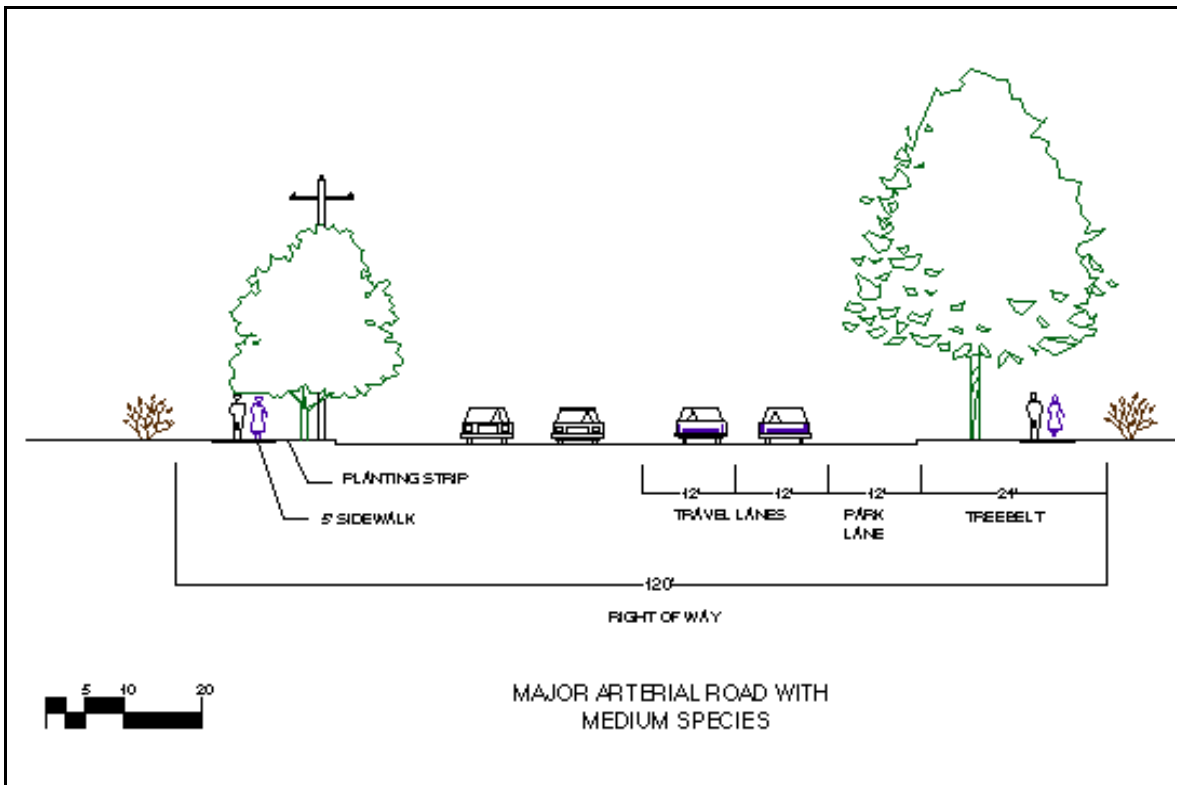 PLANTING STRIP
5' SIDEWALK
12' 12' 12' 24'
TRAVEL LANES PARK LANE TREEBELT
120'
RIGHT OF WAY
5 10 20
MAJOR ARTERIAL ROAD WITH
MEDIUM SPECIES